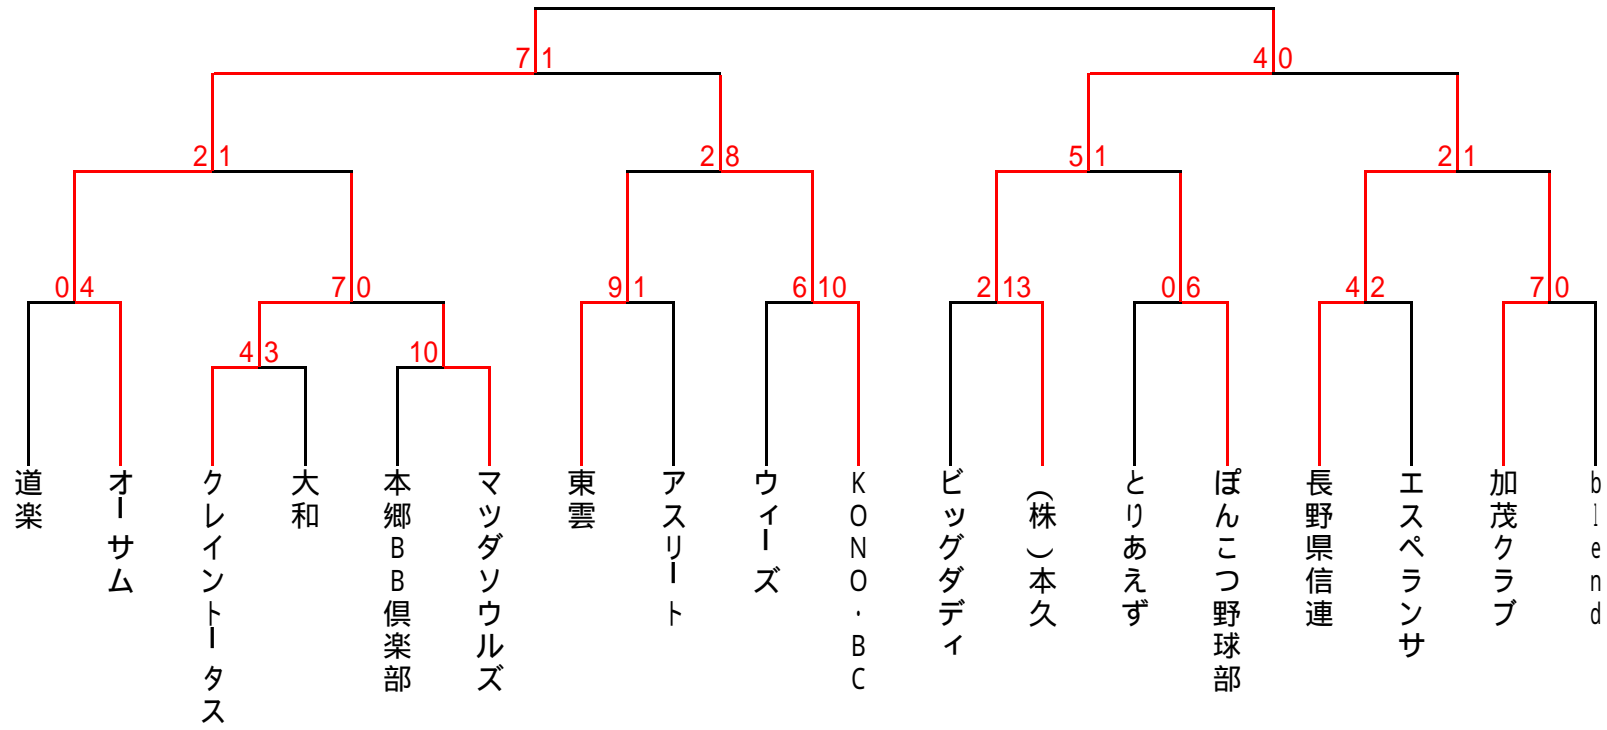 7 1
4 0
2 1
2 8
5 1
2 1
0 4
7 0
9 1
6 10
2 13
0 6
4 2
7 0
4 3
10
道楽
オーサム
クレイントータス
大和
本郷BB倶楽部
マツダソウルズ
東雲
アスリート
ウィーズ
KONO・BC
ビッグダディ
(株)本久
とりあえず
ぽんこつ野球部
長野県信連
エスペランサ
加茂クラブ
blend